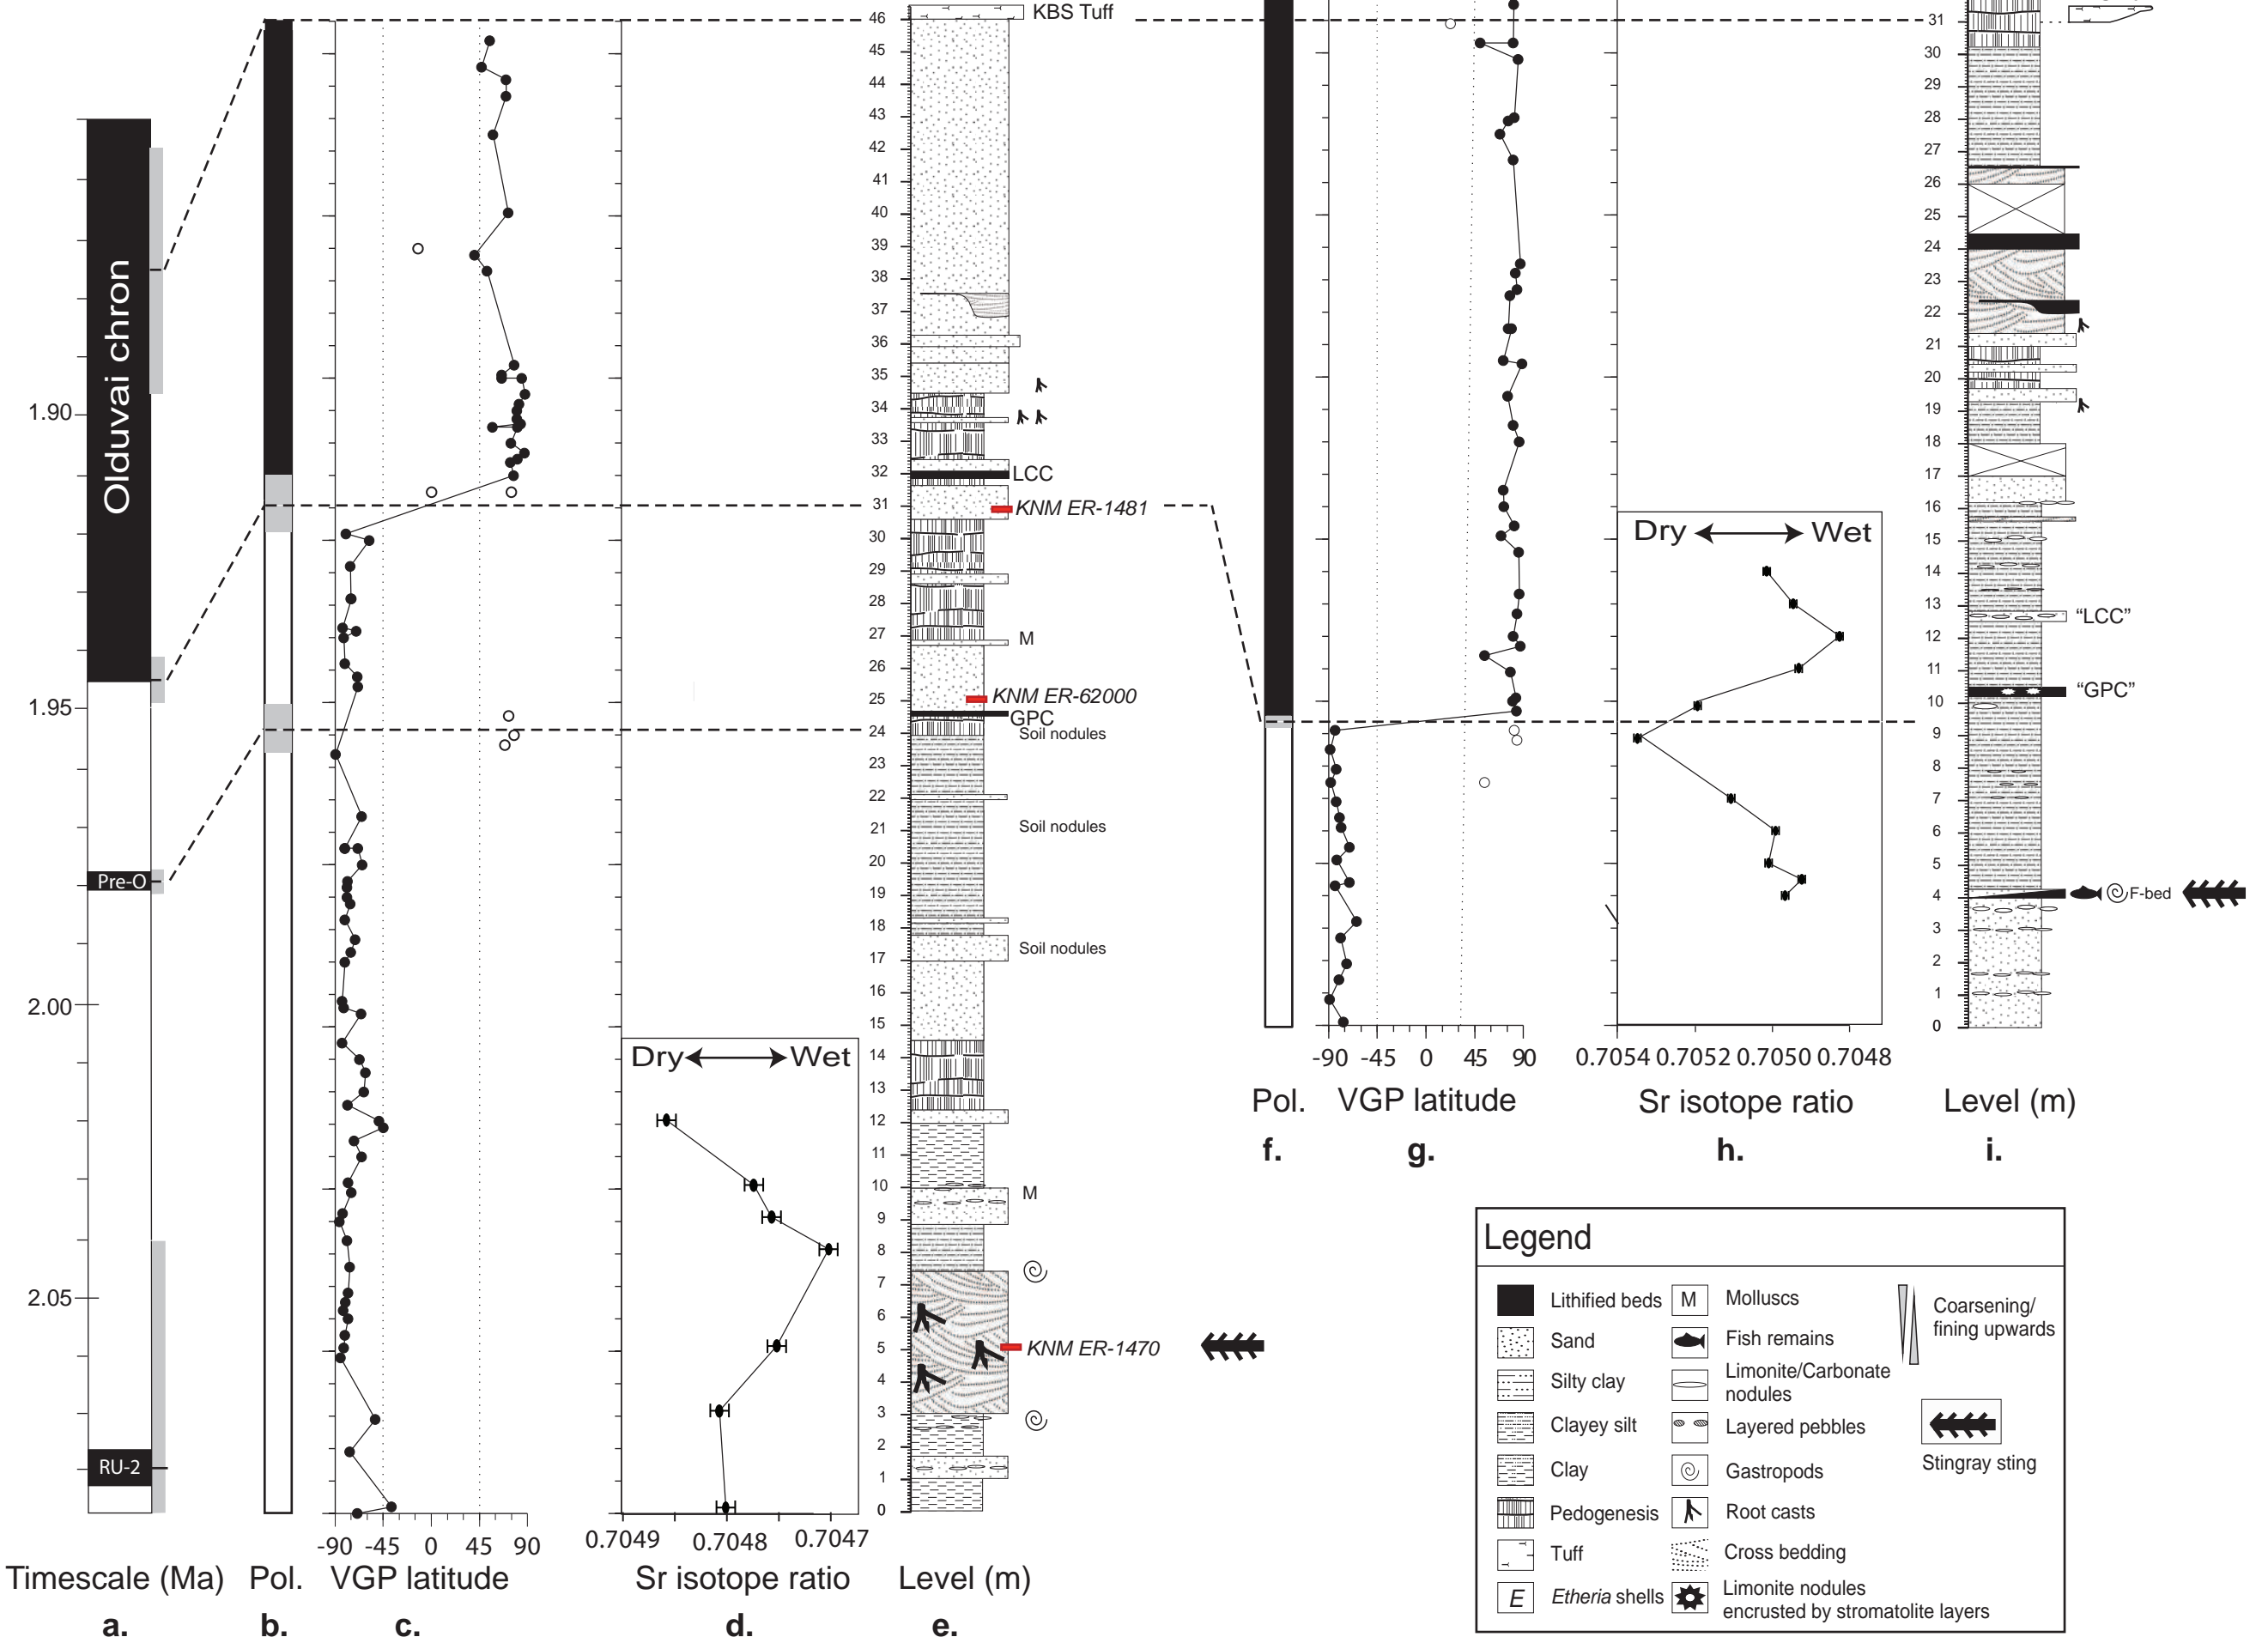 Olduvai chron
Pre-O
RU-2
1.90
1.95
2.00
2.05
Timescale (Ma)
a.
Pol.
b.
-90 -45 0 45 90
VGP latitude
c.
Dry Wet
0.7049 0.7048 0.7047
Sr isotope ratio
d.
46
45
44
43
42
41
40
39
38
37
36
35
34
33
32
31
30
29
28
27
26
25
24
23
22
21
20
19
18
17
16
15
14
13
12
11
10
9
8
7
6
5
4
3
2
1
0
KBS Tuff
LCC
KNM ER-1481
M
KNM ER-62000
GPC
Soil nodules
Soil nodules
Soil nodules
M
KNM ER-1470
Level (m)
e.
Pol.
f.
-90 -45 0 45 90
VGP latitude
g.
Dry Wet
0.7054 0.7052 0.7050 0.7048
Sr isotope ratio
h.
31
30
29
28
27
26
25
24
23
22
21
20
19
18
17
16
15
14
13
12
11
10
9
8
7
6
5
4
3
2
1
0
"LCC"
"GPC"
F-bed
Level (m)
i.
Legend
Lithified beds
Sand
Silty clay
Clayey silt
Clay
Pedogenesis
Tuff
E Etheria shells
M Molluscs
Fish remains
Limonite/Carbonate
nodules
Layered pebbles
Gastropods
Root casts
Cross bedding
Limonite nodules
encrusted by stromatolite layers
Coarsening/
fining upwards
Stingray sting